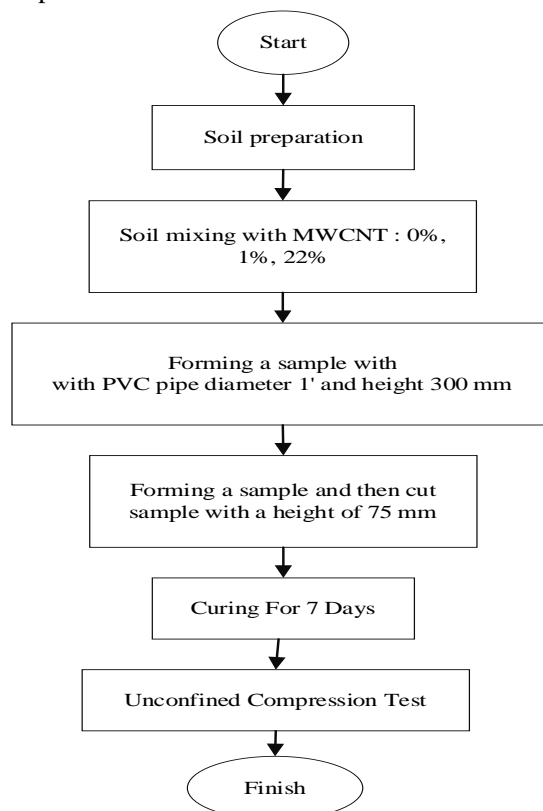 Start
Soil preparation
Soil mixing with MWCNT : 0%,
1%, 22%
Forming a sample with
with PVC pipe diameter 1' and height 300 mm
Forming a sample and then cut
sample with a height of 75 mm
Curing For 7 Days
Unconfined Compression Test
Finish